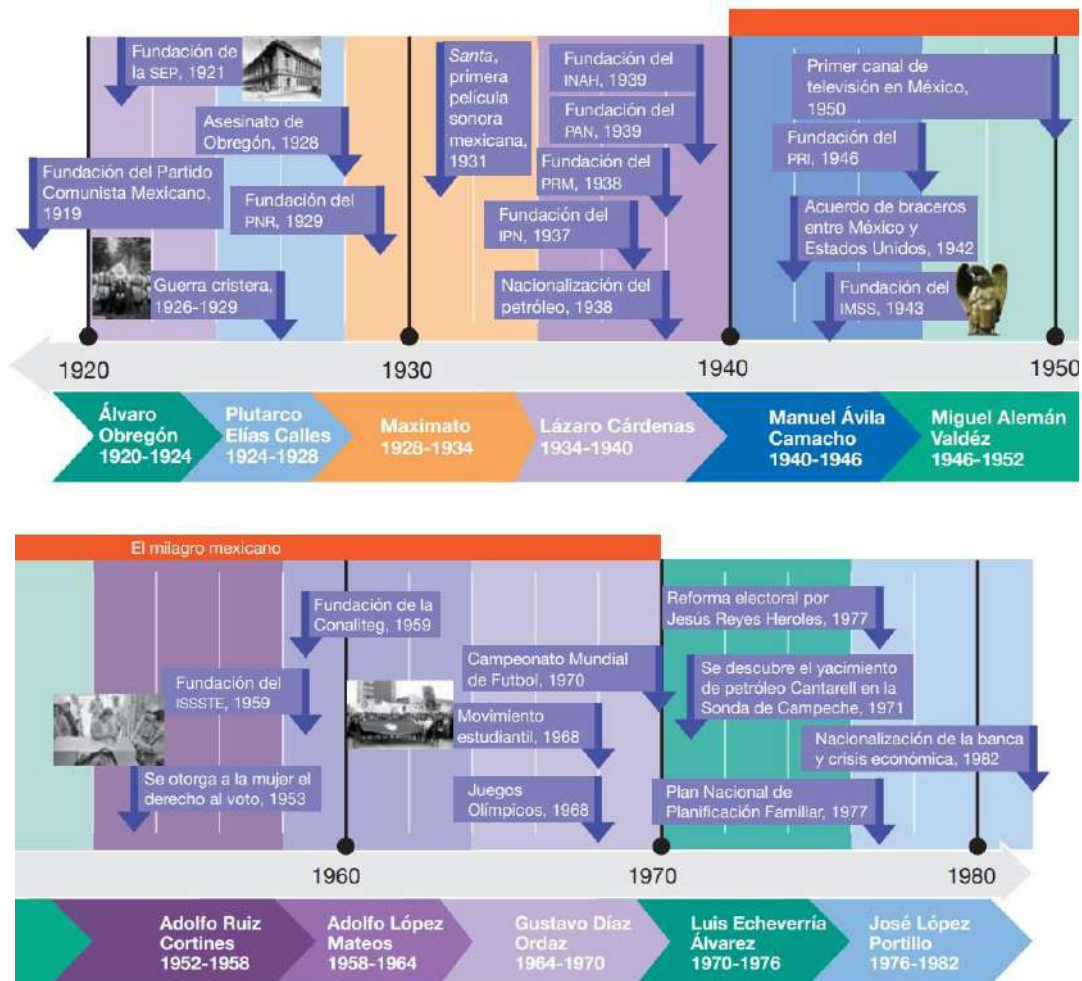 Fundación de
la SEP, 1921
Asesinato de
Obregón, 1928
Fundación del Partido
Comunista Mexicano,
1919
Fundación del
PNR, 1929
Guerra cristera,
1926-1929
Santa,
primera
película
sonora
mexicana,
1931
Fundación del
INAH, 1939
Fundación del
PAN, 1939
Fundación del
PRM, 1938
Fundación del
IPN, 1937
Nacionalización del
petróleo, 1938
Primer canal de
televisión en México,
1950
Fundación del
PRI, 1946
Acuerdo de braceros
entre México y
Estados Unidos, 1942
Fundación del
IMSS, 1943
1920
1930
1940
1950
Álvaro
Obregón
1920-1924
Plutarco
Elías Calles
1924-1928
Maximato
1928-1934
Lázaro Cárdenas
1934-1940
Manuel Ávila
Camacho
1940-1946
Miguel Alemán
Valdéz
1946-1952
El milagro mexicano
Fundación de la
Conaliteg, 1959
Fundación del
ISSSTE, 1959
Se otorga a la mujer el
derecho al voto, 1953
Campeonato Mundial
de Futbol, 1970
Movimiento
estudiantil, 1968
Juegos
Olímpicos, 1968
Reforma electoral por
Jesús Reyes Heroles, 1977
Se descubre el yacimiento
de petróleo Cantarell en la
Sonda de Campeche, 1971
Nacionalización de la banca
y crisis económica, 1982
Plan Nacional de
Planificación Familiar, 1977
1960
1970
1980
Adolfo Ruiz
Cortines
1952-1958
Adolfo López
Mateos
1958-1964
Gustavo Díaz
Ordaz
1964-1970
Luis Echeverría
Álvarez
1970-1976
José López
Portillo
1976-1982